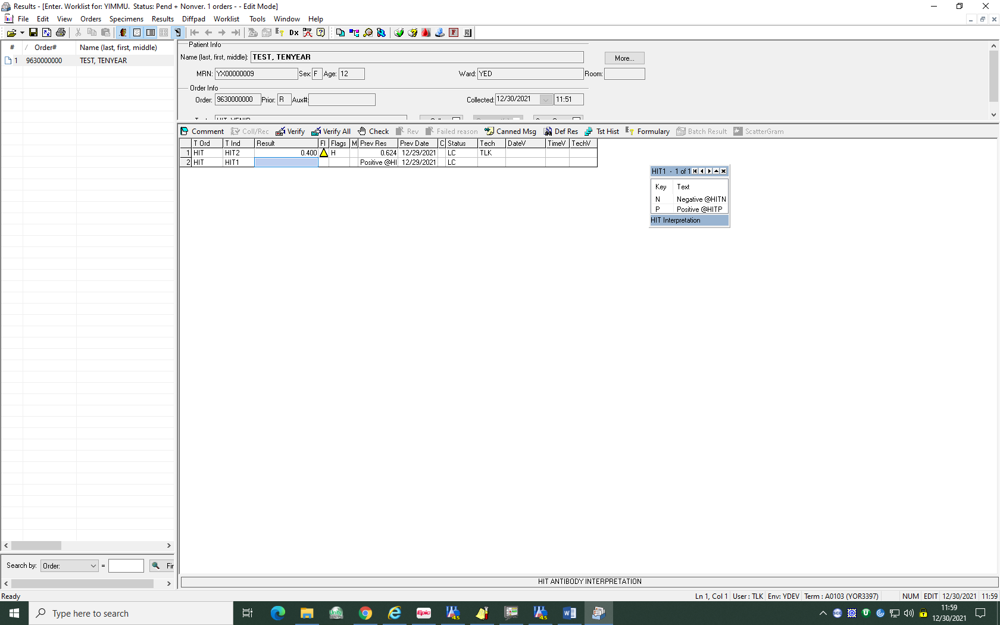 Results - [Enter. Worklist for: YIMMU.  Status: Pend + Nonver. 1 orders - - Edit Mode]
File Edit View Orders Specimens Results Diffpad Worklist Tools Window Help
Dx F
# / Order# Name (last, first, middle)
1 9630000000 TEST, TENYEAR
Patient Info
Name (last, first, middle): TEST, TENYEAR More...
MRN: YX00000009 Sex: F Age: 12 Ward: YED Room:
Order Info
Order: 9630000000 Prior: R Aux#: Collected: 12/30/2021 11:51
Comment Coll/Rec Verify Verify All Check Rev Failed reason Canned Msg Def Res Tst Hist Formulary Batch Result ScatterGram
T Ord T Ind Result Fl Flags M Prev Res Prev Date C Status Tech DateV TimeV TechV
1 HIT HIT2 0.400 H 0.624 12/29/2021 LC TLK
2 HIT HIT1 Positive @HI 12/29/2021 LC
HIT1 - 1 of 1
Key Text
N Negative @HITN
P Positive @HITP
HIT Interpretation
Search by: Order: = Fir
HIT ANTIBODY INTERPRETATION
Ready Ln 1, Col 1 User : TLK Env: YDEV Term : A0103 (YOR3397) NUM EDIT 12/30/2021 11:59
Type here to search Unity Epic 4.5 4.5 W scc U 11:59
12/30/2021